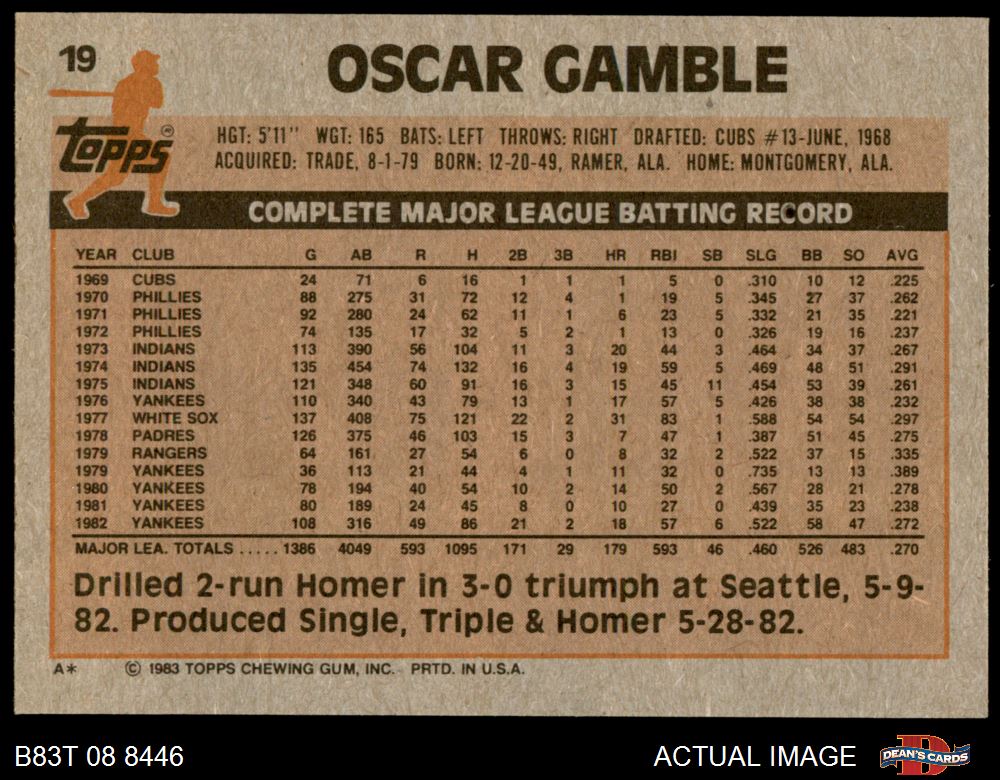 19
OSCAR GAMBLE
Topps®
HGT: 5'11" WGT: 165 BATS: LEFT THROWS: RIGHT DRAFTED: CUBS #13-JUNE, 1968
ACQUIRED: TRADE, 8-1-79 BORN: 12-20-49, RAMER, ALA. HOME: MONTGOMERY, ALA.
COMPLETE MAJOR LEAGUE BATTING RECORD
YEAR CLUB G AB R H 2B 3B HR RBI SB SLG BB SO AVG
1969 CUBS 24 71 6 16 1 1 1 5 0 .310 10 12 .225
1970 PHILLIES 88 275 31 72 12 4 1 19 5 .345 27 37 .262
1971 PHILLIES 92 280 24 62 11 1 6 23 5 .332 21 35 .221
1972 PHILLIES 74 135 17 32 5 2 1 13 0 .326 19 16 .237
1973 INDIANS 113 390 56 104 11 3 20 44 3 .464 34 37 .267
1974 INDIANS 135 454 74 132 16 4 19 59 5 .469 48 51 .291
1975 INDIANS 121 348 60 91 16 3 15 45 11 .454 53 39 .261
1976 YANKEES 110 340 43 79 13 1 17 57 5 .426 38 38 .232
1977 WHITE SOX 137 408 75 121 22 2 31 83 1 .588 54 54 .297
1978 PADRES 126 375 46 103 15 3 7 47 1 .387 51 45 .275
1979 RANGERS 64 161 27 54 6 0 8 32 2 .522 37 15 .335
1979 YANKEES 36 113 21 44 4 1 11 32 0 .735 13 13 .389
1980 YANKEES 78 194 40 54 10 2 14 50 2 .567 28 21 .278
1981 YANKEES 80 189 24 45 8 0 10 27 0 .439 35 23 .238
1982 YANKEES 108 316 49 86 21 2 18 57 6 .522 58 47 .272
MAJOR LEA. TOTALS ..... 1386 4049 593 1095 171 29 179 593 46 .460 526 483 .270
Drilled 2-run Homer in 3-0 triumph at Seattle, 5-9-
82. Produced Single, Triple & Homer 5-28-82.
A* © 1983 TOPPS CHEWING GUM, INC. PRTD. IN U.S.A.
B83T 08 8446 ACTUAL IMAGE D DEAN'S CARDS